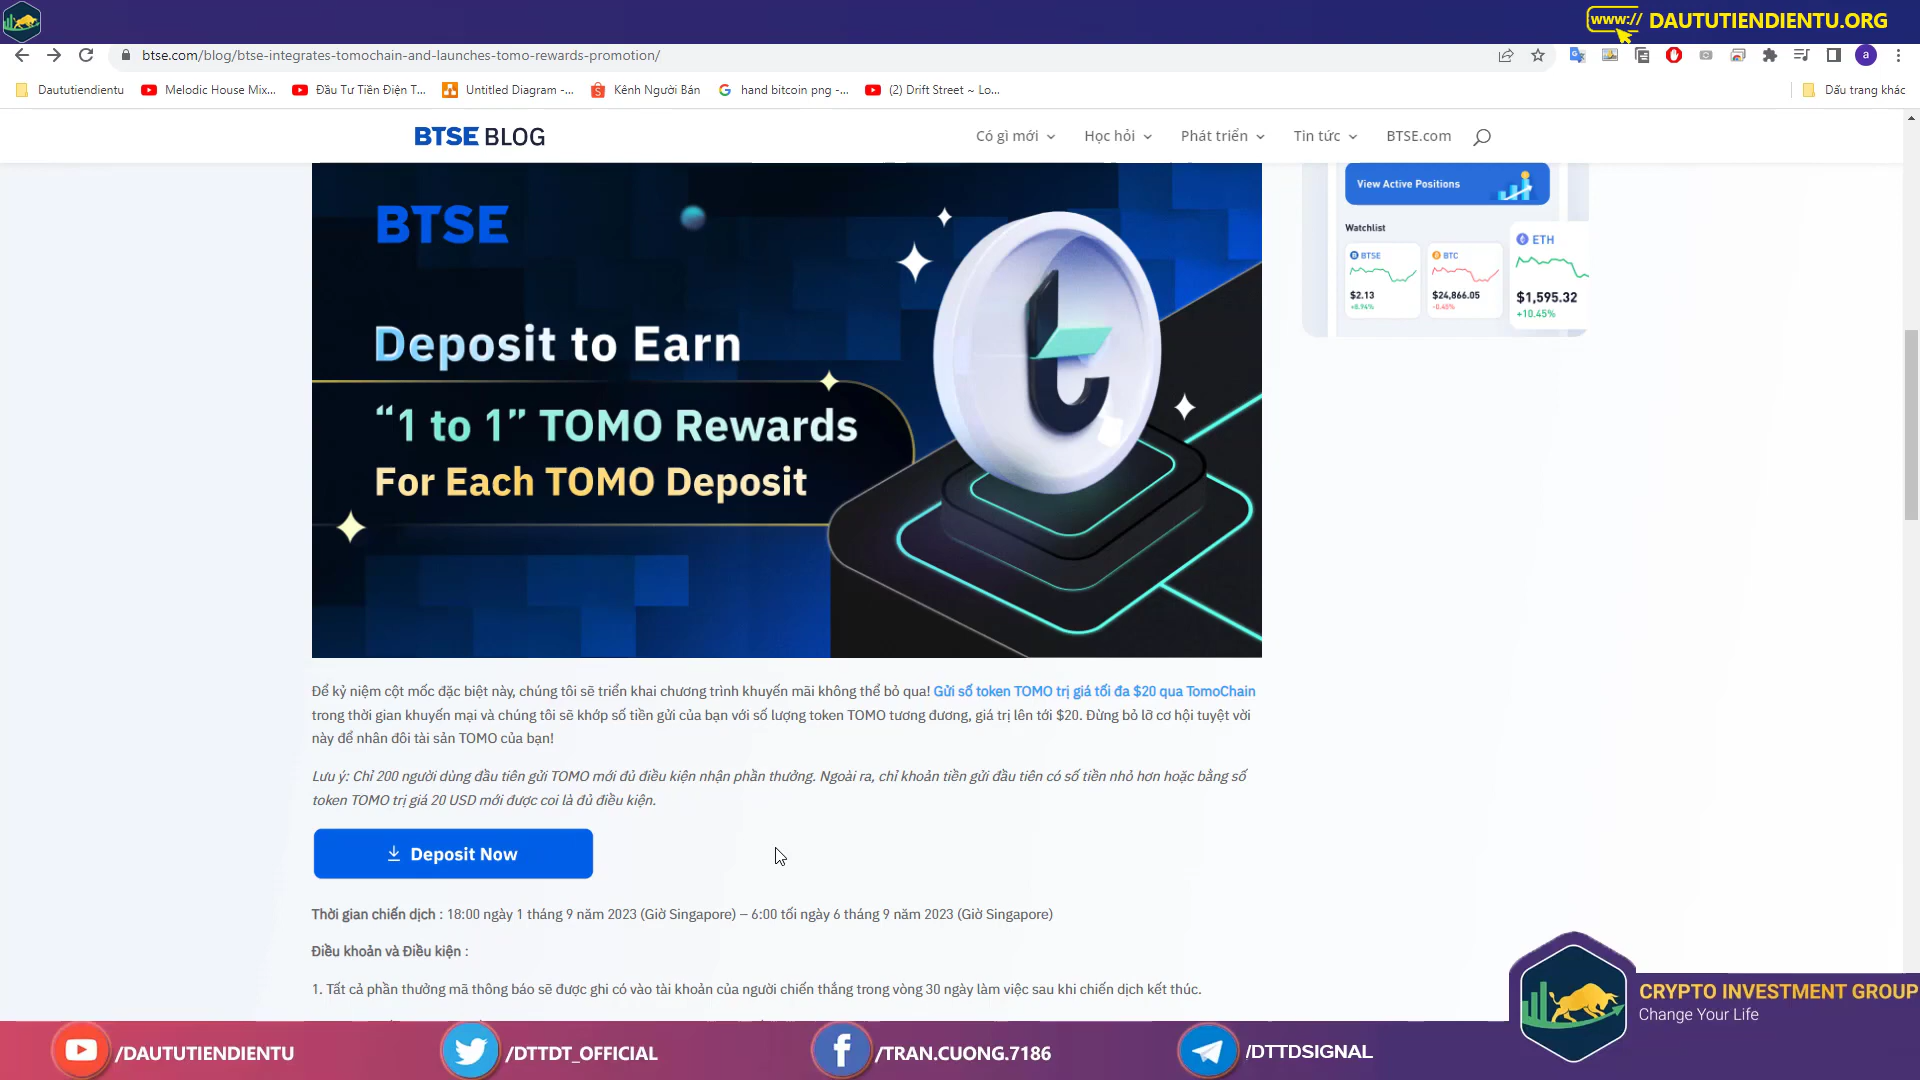 www:// DAUTUTIENDIENTU.ORG
btse.com/blog/btse-integrates-tomochain-and-launches-tomo-rewards-promotion/
a
Daututiendientu
Melodic House Mix...
Đầu Tư Tiền Điện T...
Untitled Diagram -...
Kênh Người Bán
hand bitcoin png -...
(2) Drift Street ~ Lo...
Dấu trang khác
BTSE BLOG
Có gì mới
Học hỏi
Phát triển
Tin tức
BTSE.com
BTSE
Deposit to Earn
“1 to 1” TOMO Rewards
For Each TOMO Deposit
View Active Positions
Watchlist
BTSE
$2.13
+8.94%
BTC
$24,866.05
-0.45%
ETH
$1,595.32
+10.45%
Để kỷ niệm cột mốc đặc biệt này, chúng tôi sẽ triển khai chương trình khuyến mãi không thể bỏ qua! Gửi số token TOMO trị giá tối đa $20 qua TomoChain
trong thời gian khuyến mại và chúng tôi sẽ khớp số tiền gửi của bạn với số lượng token TOMO tương đương, giá trị lên tới $20. Đừng bỏ lỡ cơ hội tuyệt vời
này để nhân đôi tài sản TOMO của bạn!
Lưu ý: Chỉ 200 người dùng đầu tiên gửi TOMO mới đủ điều kiện nhận phần thưởng. Ngoài ra, chỉ khoản tiền gửi đầu tiên có số tiền nhỏ hơn hoặc bằng số
token TOMO trị giá 20 USD mới được coi là đủ điều kiện.
Deposit Now
Thời gian chiến dịch : 18:00 ngày 1 tháng 9 năm 2023 (Giờ Singapore) – 6:00 tối ngày 6 tháng 9 năm 2023 (Giờ Singapore)
Điều khoản và Điều kiện :
1. Tất cả phần thưởng mã thông báo sẽ được ghi có vào tài khoản của người chiến thắng trong vòng 30 ngày làm việc sau khi chiến dịch kết thúc.
CRYPTO INVESTMENT GROUP
Change Your Life
/DAUTUTIENDIENTU
/DTTDT_OFFICIAL
/TRAN.CUONG.7186
/DTTDSIGNAL